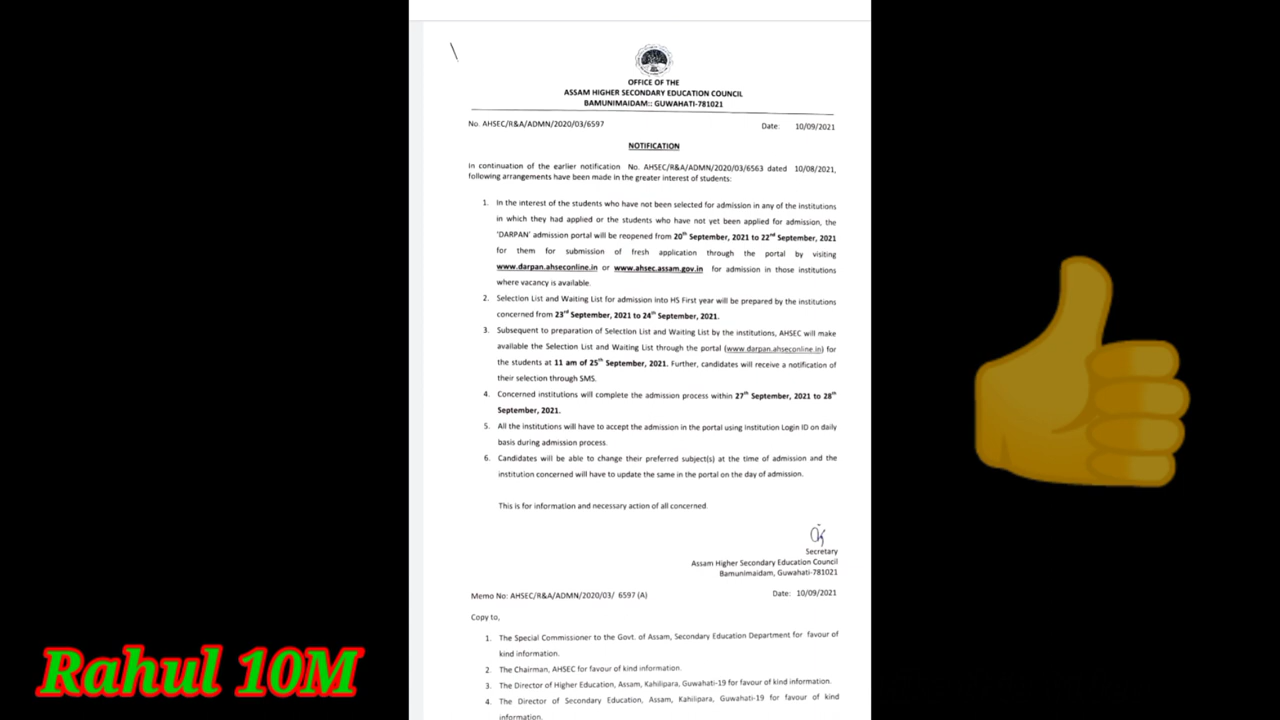 OFFICE OF THE
ASSAM HIGHER SECONDARY EDUCATION COUNCIL
BAMUNIMAIDAM:: GUWAHATI-781021
No. AHSEC/R&A/ADMN/2020/03/6597 Date: 10/09/2021
NOTIFICATION
In continuation of the earlier notification No. AHSEC/R&A/ADMN/2020/03/6563 dated 10/08/2021,
following arrangements have been made in the greater interest of students:
1. In the interest of the students who have not been selected for admission in any of the institutions
in which they had applied or the students who have not yet been applied for admission, the
'DARPAN' admission portal will be reopened from 20th September, 2021 to 22nd September, 2021
for them for submission of fresh application through the portal by visiting
www.darpan.ahseconline.in or www.ahsec.assam.gov.in for admission in those institutions
where vacancy is available.
2. Selection List and Waiting List for admission into HS First year will be prepared by the institutions
concerned from 23rd September, 2021 to 24th September, 2021.
3. Subsequent to preparation of Selection List and Waiting List by the institutions, AHSEC will make
available the Selection List and Waiting List through the portal (www.darpan.ahseconline.in) for
the students at 11 am of 25th September, 2021. Further, candidates will receive a notification of
their selection through SMS.
4. Concerned institutions will complete the admission process within 27th September, 2021 to 28th
September, 2021.
5. All the institutions will have to accept the admission in the portal using Institution Login ID on daily
basis during admission process.
6. Candidates will be able to change their preferred subject(s) at the time of admission and the
institution concerned will have to update the same in the portal on the day of admission.
This is for information and necessary action of all concerned
Secretary
Assam Higher Secondary Education Council
Bamunimaidam, Guwahati-781021
Memo No: AHSEC/R&A/ADMN/2020/03/ 6597 (A) Date: 10/09/2021
Copy to,
1. The Special Commissioner to the Govt. of Assam, Secondary Education Department for favour of
kind information.
2. The Chairman, AHSEC for favour of kind information.
3. The Director of Higher Education, Assam, Kahilipara, Guwahati-19 for favour of kind information.
4. The Director of Secondary Education, Assam, Kahilipara, Guwahati-19 for favour of kind
information.
Rahul 10M